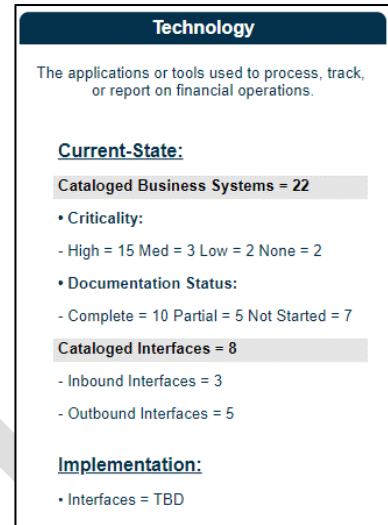 Technology
The applications or tools used to process, track,
or report on financial operations.
Current-State:
Cataloged Business Systems = 22
• Criticality:
- High = 15 Med = 3 Low = 2 None = 2
• Documentation Status:
- Complete = 10 Partial = 5 Not Started = 7
Cataloged Interfaces = 8
- Inbound Interfaces = 3
- Outbound Interfaces = 5
Implementation:
• Interfaces = TBD